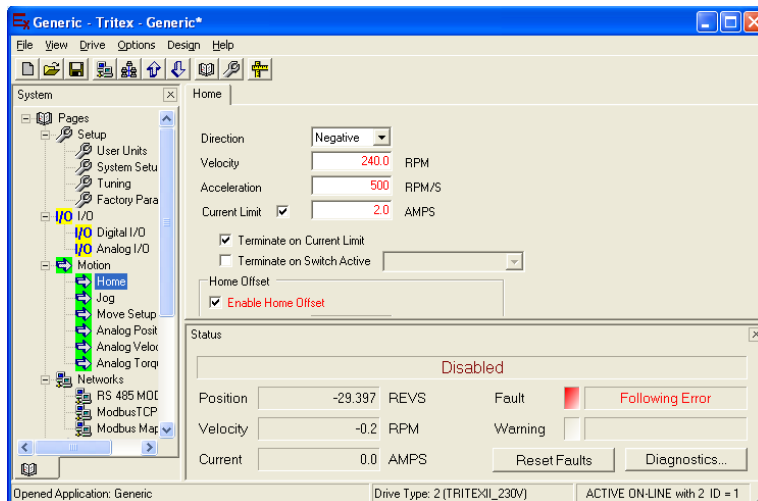 Generic - Tritex - Generic*
File View Drive Options Design Help
System
Pages
Setup
User Units
System Setu
Tuning
Factory Para
I/O I/O
I/O Digital I/O
I/O Analog I/O
Motion
Home
Jog
Move Setup
Analog Posit
Analog Veloc
Analog Torqu
Networks
RS 485 MOD
ModbusTCP
Modbus Map
Home
Direction Negative
Velocity 240.0 RPM
Acceleration 500 RPM/S
Current Limit 2.0 AMPS
Terminate on Current Limit
Terminate on Switch Active
Home Offset
Enable Home Offset
Status
Disabled
Position -29.397 REVS Fault Following Error
Velocity -0.2 RPM Warning
Current 0.0 AMPS Reset Faults Diagnostics...
Opened Application: Generic Drive Type: 2 (TRITEXII_230V) ACTIVE ON-LINE with 2 ID = 1